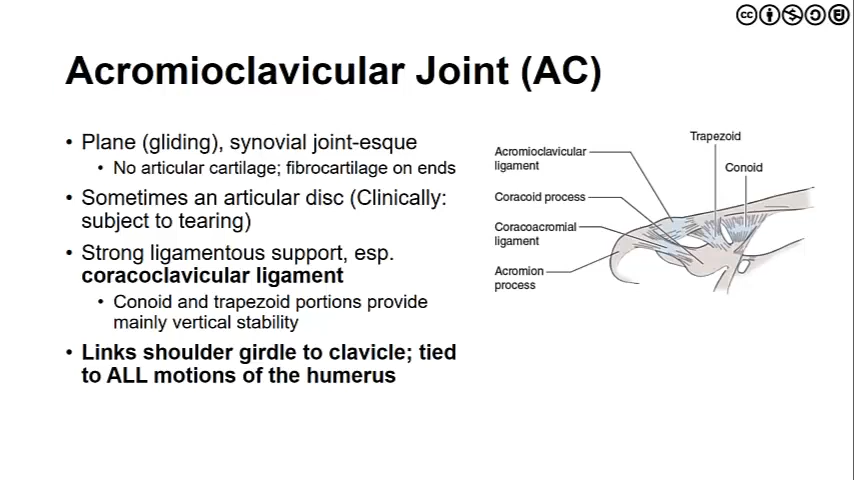 Acromioclavicular Joint (AC)
• Plane (gliding), synovial joint-esque
• No articular cartilage; fibrocartilage on ends
• Sometimes an articular disc (Clinically:
subject to tearing)
• Strong ligamentous support, esp.
coracoclavicular ligament
• Conoid and trapezoid portions provide
mainly vertical stability
• Links shoulder girdle to clavicle; tied
to ALL motions of the humerus
Trapezoid
Acromioclavicular
ligament
Conoid
Coracoid process
Coracoacromial
ligament
Acromion
process
cc